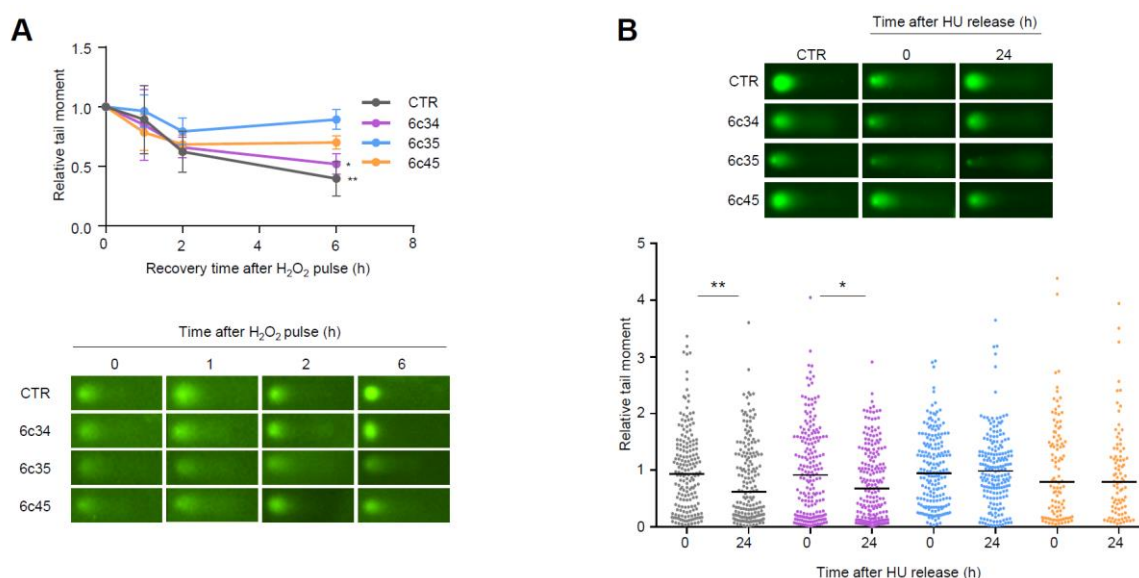 A
1.5
1.0
0.5
0.0
Relative tail moment
0 2 4 6 8
Recovery time after H₂O₂ pulse (h)
CTR
6c34
6c35
6c45
*
**
Time after H₂O₂ pulse (h)
0 1 2 6
CTR
6c34
6c35
6c45
B
Time after HU release (h)
CTR 0 24
CTR
6c34
6c35
6c45
5
4
3
2
1
0
Relative tail moment
** *
0 24 0 24 0 24 0 24
Time after HU release (h)